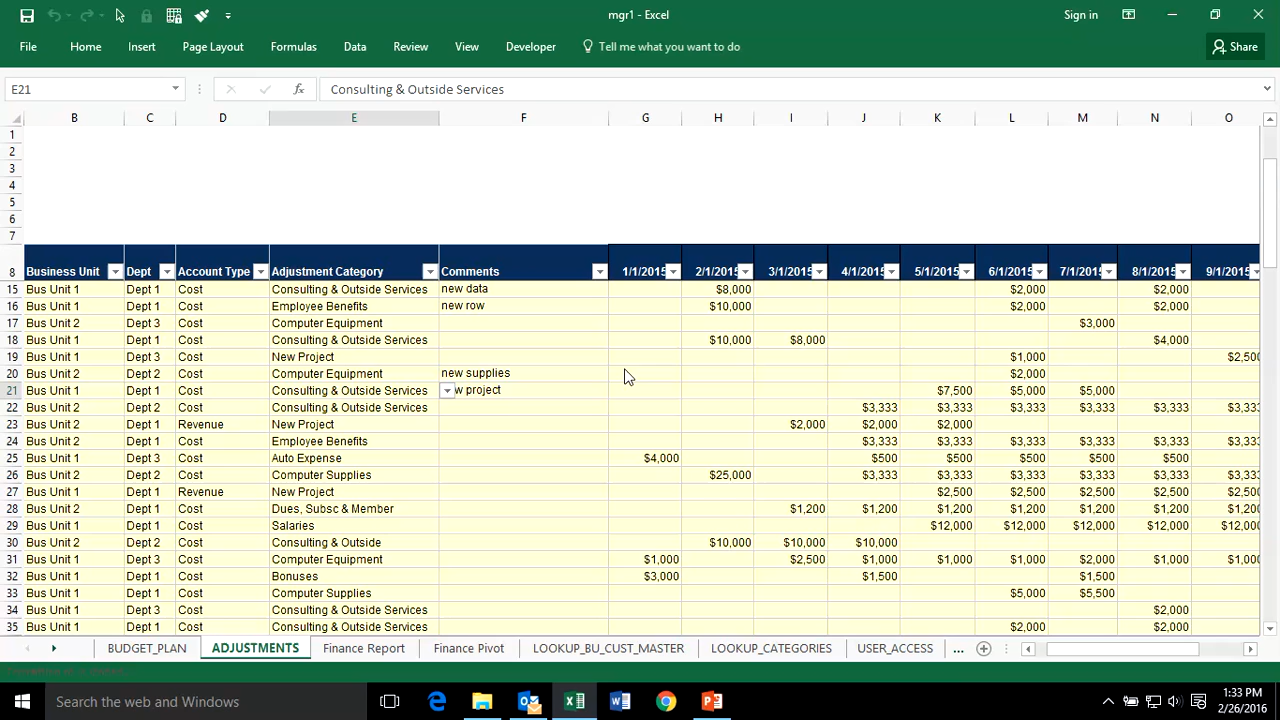 mgr1 - Excel
Sign in
File Home Insert Page Layout Formulas Data Review View Developer Tell me what you want to do Share
E21 fx Consulting & Outside Services
B C D E F G H I J K L M N O
1
2
3
4
5
6
7
8 Business Unit Dept Account Type Adjustment Category Comments 1/1/2015 2/1/2015 3/1/2015 4/1/2015 5/1/2015 6/1/2015 7/1/2015 8/1/2015 9/1/2015
15 Bus Unit 1 Dept 1 Cost Consulting & Outside Services new data $8,000 $2,000 $2,000
16 Bus Unit 1 Dept 1 Cost Employee Benefits new row $10,000 $2,000 $2,000
17 Bus Unit 2 Dept 3 Cost Computer Equipment $3,000
18 Bus Unit 1 Dept 1 Cost Consulting & Outside Services $10,000 $8,000 $4,000
19 Bus Unit 1 Dept 3 Cost New Project $1,000 $2,500
20 Bus Unit 2 Dept 2 Cost Computer Equipment new supplies $2,000
21 Bus Unit 2 Dept 1 Cost Consulting & Outside Services w project $7,500 $5,000 $5,000
22 Bus Unit 2 Dept 2 Cost Consulting & Outside Services $3,333 $3,333 $3,333 $3,333 $3,333 $3,333
23 Bus Unit 2 Dept 1 Revenue New Project $2,000 $2,000 $2,000
24 Bus Unit 2 Dept 1 Cost Employee Benefits $3,333 $3,333 $3,333 $3,333 $3,333 $3,333
25 Bus Unit 1 Dept 3 Cost Auto Expense $4,000 $500 $500 $500 $500 $500
26 Bus Unit 2 Dept 2 Cost Computer Supplies $25,000 $3,333 $3,333 $3,333 $3,333 $3,333 $3,333
27 Bus Unit 1 Dept 1 Revenue New Project $2,500 $2,500 $2,500 $2,500 $2,500
28 Bus Unit 2 Dept 1 Cost Dues, Subsc & Member $1,200 $1,200 $1,200 $1,200 $1,200 $1,200 $1,200
29 Bus Unit 1 Dept 1 Cost Salaries $12,000 $12,000 $12,000 $12,000 $12,000
30 Bus Unit 2 Dept 2 Cost Consulting & Outside $10,000 $10,000 $10,000
31 Bus Unit 1 Dept 3 Cost Computer Equipment $1,000 $2,500 $1,000 $1,000 $1,000 $2,000 $1,000 $1,000
32 Bus Unit 1 Dept 1 Cost Bonuses $3,000 $1,500 $1,500
33 Bus Unit 1 Dept 1 Cost Computer Supplies $5,000 $5,500
34 Bus Unit 1 Dept 3 Cost Consulting & Outside Services $2,000
35 Bus Unit 1 Dept 1 Cost Consulting & Outside Services $2,000 $2,000
BUDGET_PLAN ADJUSTMENTS Finance Report Finance Pivot LOOKUP_BU_CUST_MASTER LOOKUP_CATEGORIES USER_ACCESS ...
Search the web and Windows
1:33 PM
2/26/2016